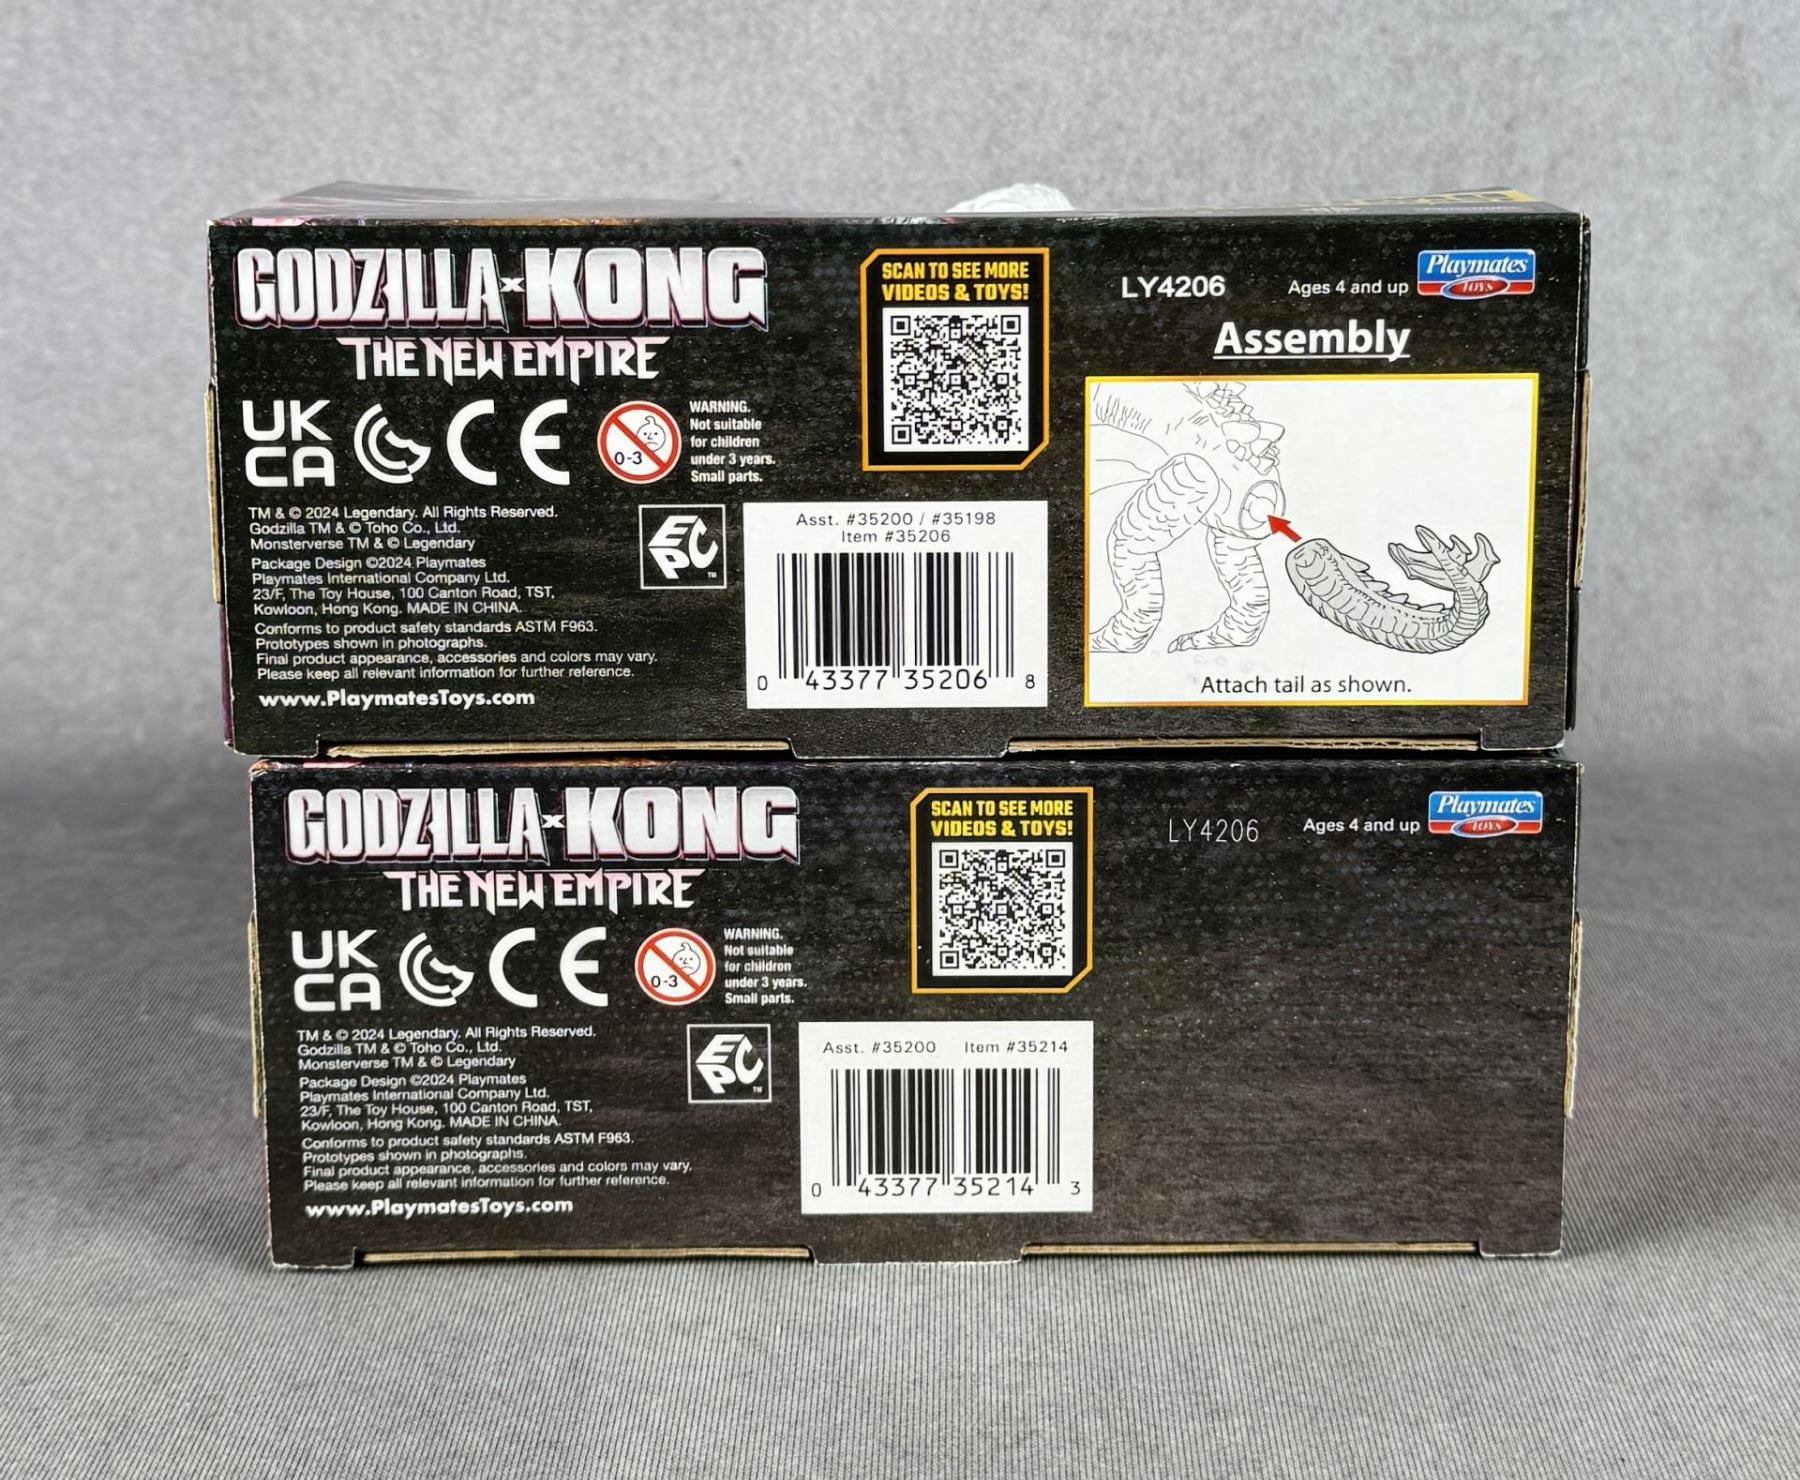 GODZILLA x KONG
THE NEW EMPIRE
UK
CA
CE
0-3
WARNING.
Not suitable
for children
under 3 years.
Small parts.
TM & © 2024 Legendary. All Rights Reserved.
Godzilla TM & © Toho Co., Ltd.
Monsterverse TM & © Legendary
Package Design ©2024 Playmates
Playmates International Company Ltd.
23/F, The Toy House, 100 Canton Road, TST,
Kowloon, Hong Kong. MADE IN CHINA.
Conforms to product safety standards ASTM F963.
Prototypes shown in photographs.
Final product appearance, accessories and colors may vary.
Please keep all relevant information for further reference.
www.PlaymatesToys.com
EPC TM
SCAN TO SEE MORE
VIDEOS & TOYS!
Asst. #35200 / #35198
Item #35206
0 43377 35206 8
LY4206
Ages 4 and up
Playmates
TOYS
Assembly
Attach tail as shown.
GODZILLA x KONG
THE NEW EMPIRE
UK
CA
CE
0-3
WARNING.
Not suitable
for children
under 3 years.
Small parts.
TM & © 2024 Legendary. All Rights Reserved.
Godzilla TM & © Toho Co., Ltd.
Monsterverse TM & © Legendary
Package Design ©2024 Playmates
Playmates International Company Ltd.
23/F, The Toy House, 100 Canton Road, TST,
Kowloon, Hong Kong. MADE IN CHINA.
Conforms to product safety standards ASTM F963.
Prototypes shown in photographs.
Final product appearance, accessories and colors may vary.
Please keep all relevant information for further reference.
www.PlaymatesToys.com
EPC TM
SCAN TO SEE MORE
VIDEOS & TOYS!
Asst. #35200 Item #35214
0 43377 35214 3
LY4206
Ages 4 and up
Playmates
TOYS